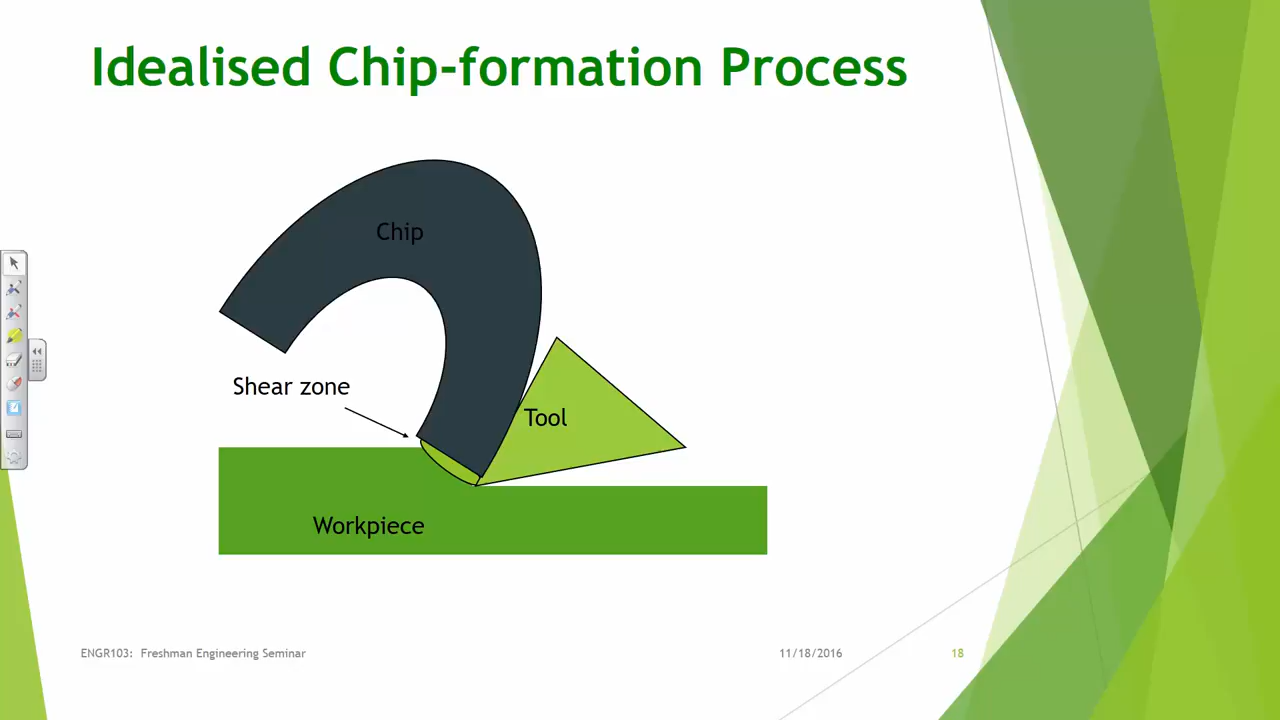 Idealised Chip-formation Process
Chip
Shear zone
Tool
Workpiece
ENGR103: Freshman Engineering Seminar
11/18/2016
18